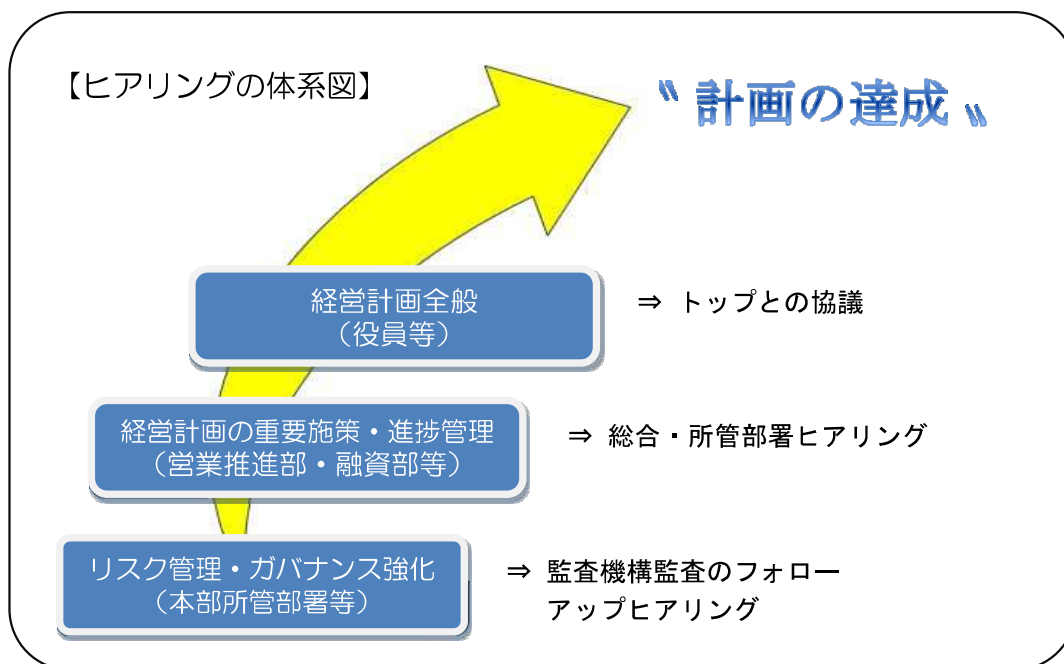 【ヒアリングの体系図】
〝計画の達成〟
経営計画全般
(役員等)
⇒ トップとの協議
経営計画の重要施策・進捗管理
(営業推進部・融資部等)
⇒ 総合・所管部署ヒアリング
リスク管理・ガバナンス強化
(本部所管部署等)
⇒ 監査機構監査のフォロー
アップヒアリング